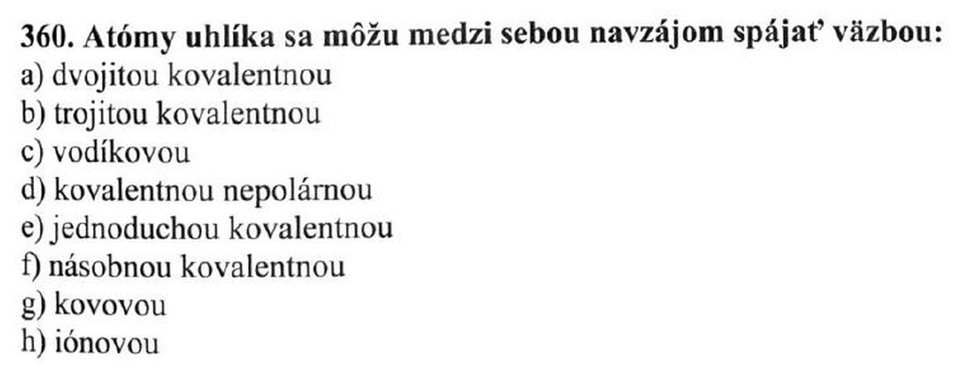 360. Atómy uhlíka sa môžu medzi sebou navzájom spájať väzbou:
a) dvojitou kovalentnou
b) trojitou kovalentnou
c) vodíkovou
d) kovalentnou nepolárnou
e) jednoduchou kovalentnou
f) násobnou kovalentnou
g) kovovou
h) iónovou